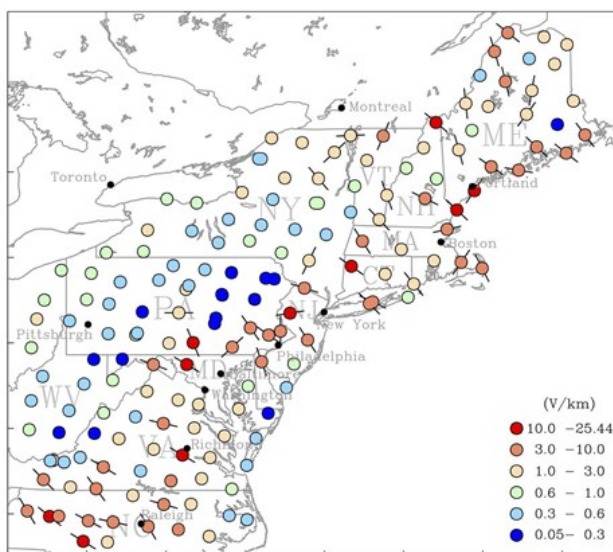 Montreal
ME
Toronto
VT
Portland
NY
NH
MA
Boston
CT
PA
NJ
New York
Pittsburgh
Philadelphia
MD
Baltimore
Washington
WV
(V/km)
10.0 -25.44
3.0 -10.0
1.0 - 3.0
0.6 - 1.0
0.3 - 0.6
0.05- 0.3
VA
Richmond
Raleigh
NC